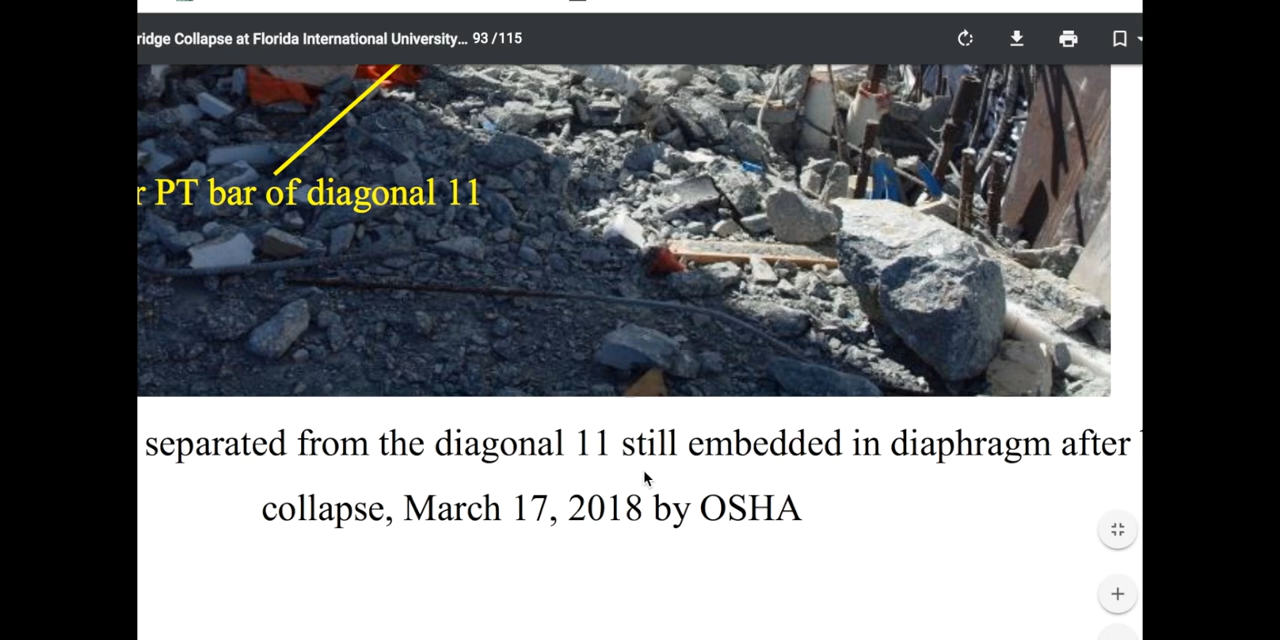 ridge Collapse at Florida International University... 93 / 115
r PT bar of diagonal 11
separated from the diagonal 11 still embedded in diaphragm after
collapse, March 17, 2018 by OSHA